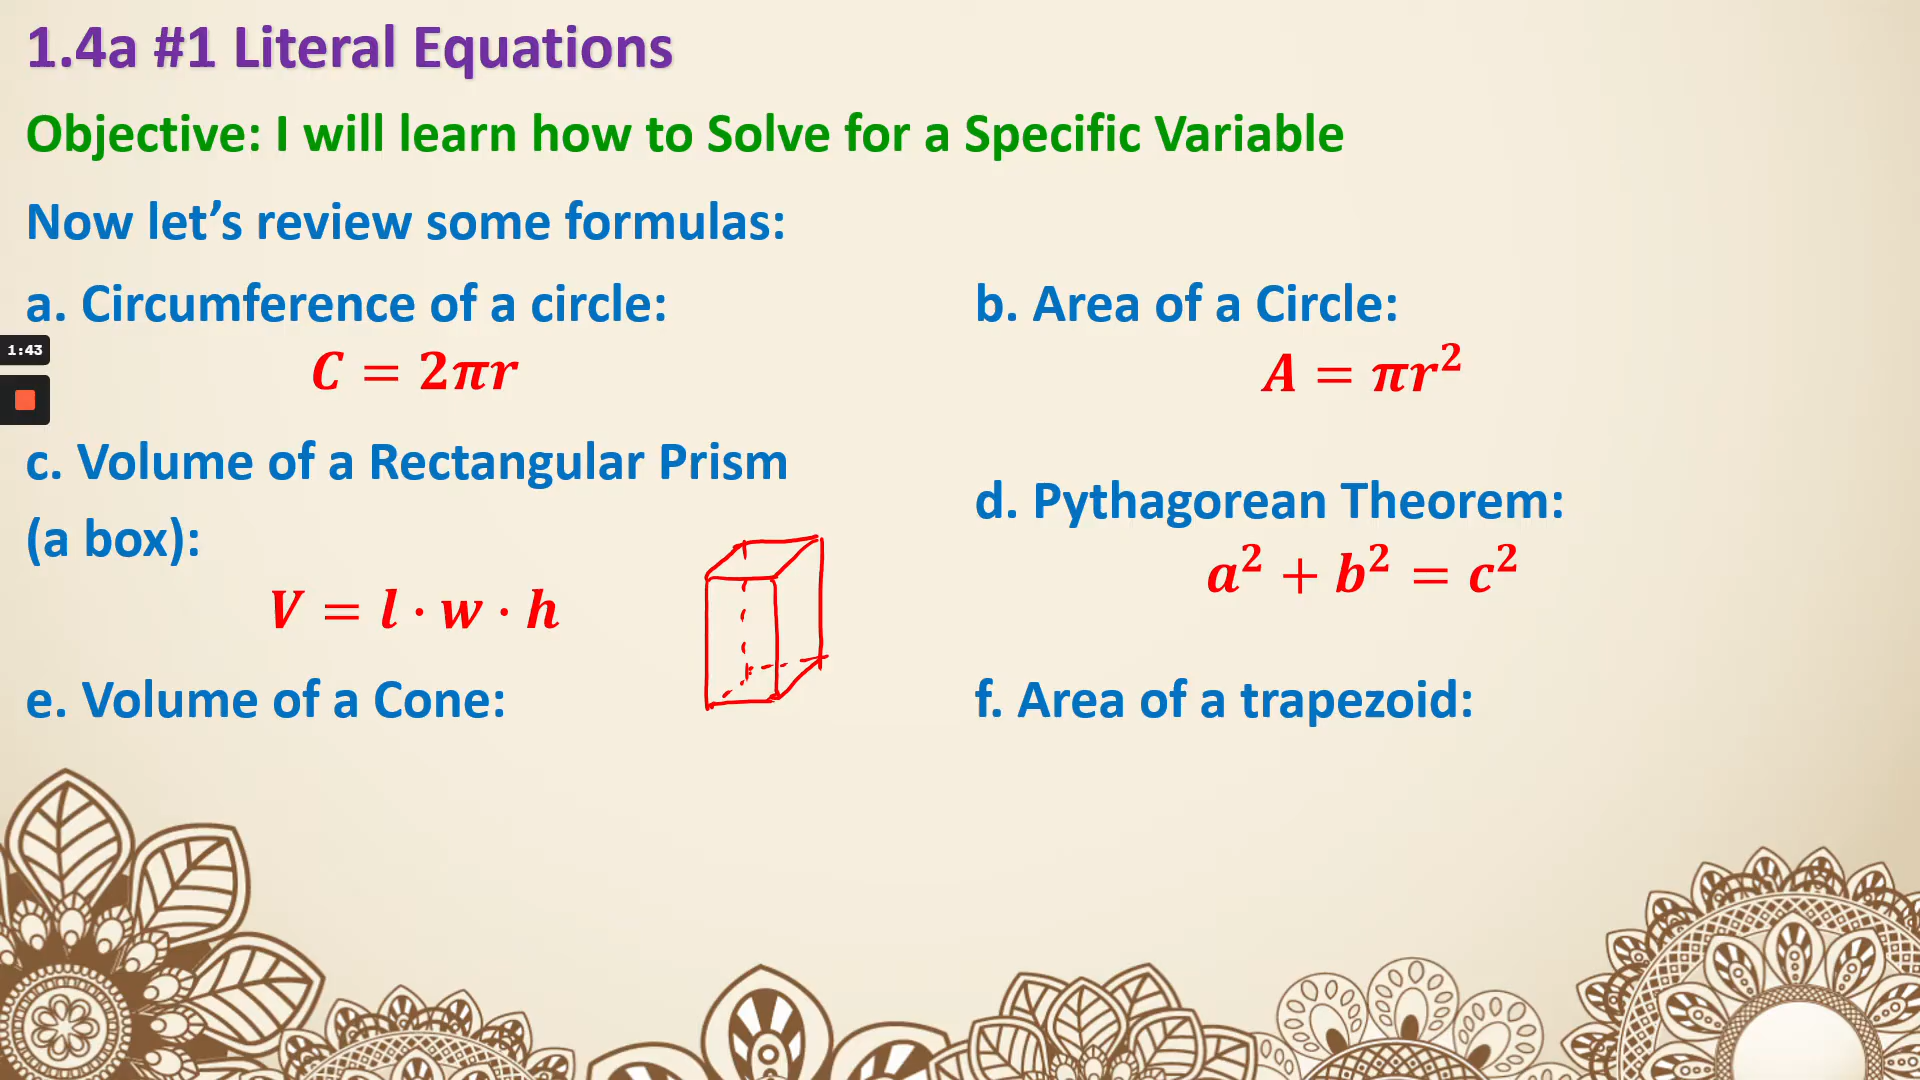 1.4a #1 Literal Equations
Objective: I will learn how to Solve for a Specific Variable
Now let’s review some formulas:
a. Circumference of a circle:
C = 2πr
b. Area of a Circle:
A = πr²
1:43
c. Volume of a Rectangular Prism
(a box):
V = l · w · h
d. Pythagorean Theorem:
a² + b² = c²
e. Volume of a Cone:
f. Area of a trapezoid: